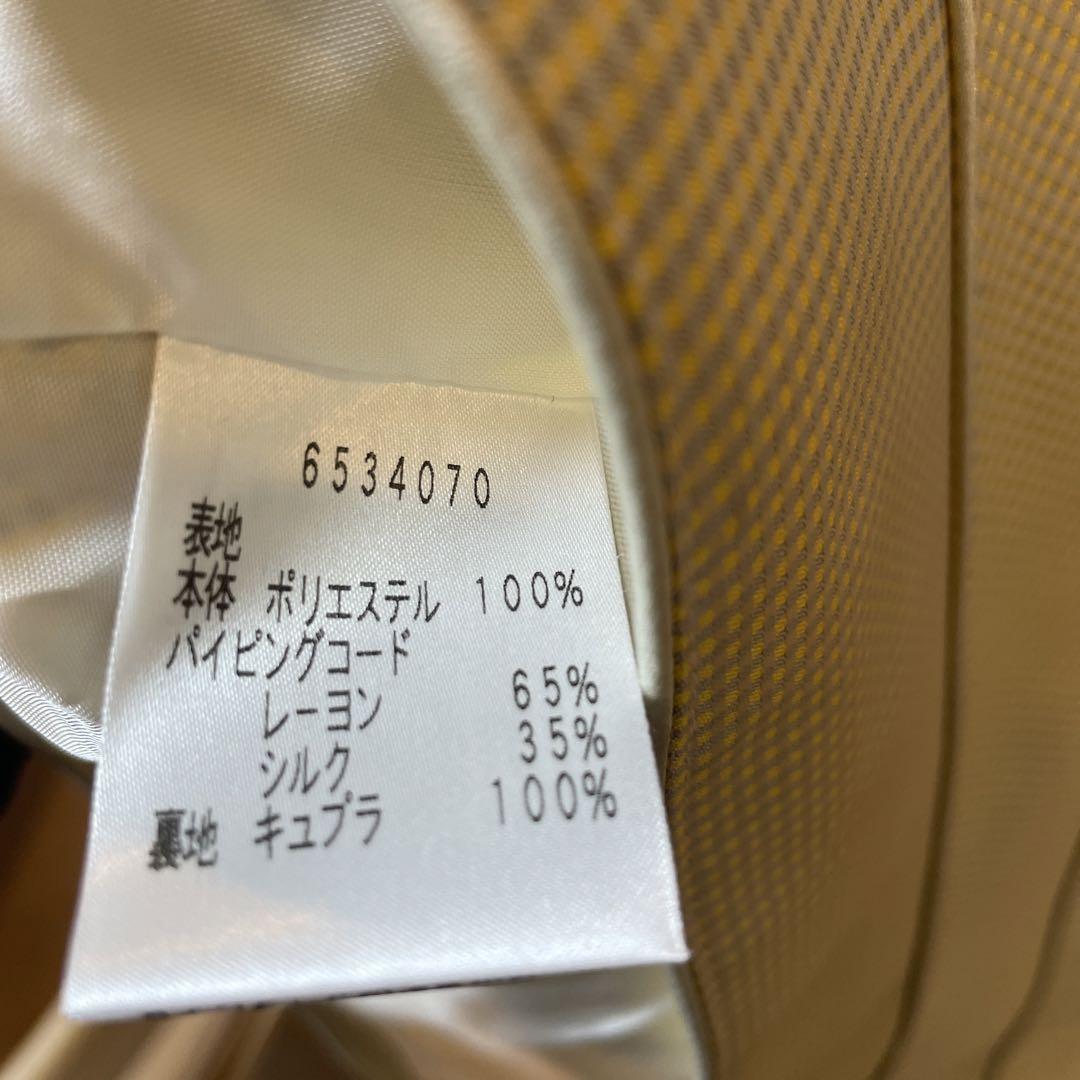 6534070
表地
本体 ポリエステル 100%
パイピングコード
レーヨン 65%
シルク 35%
裏地 キュプラ 100%